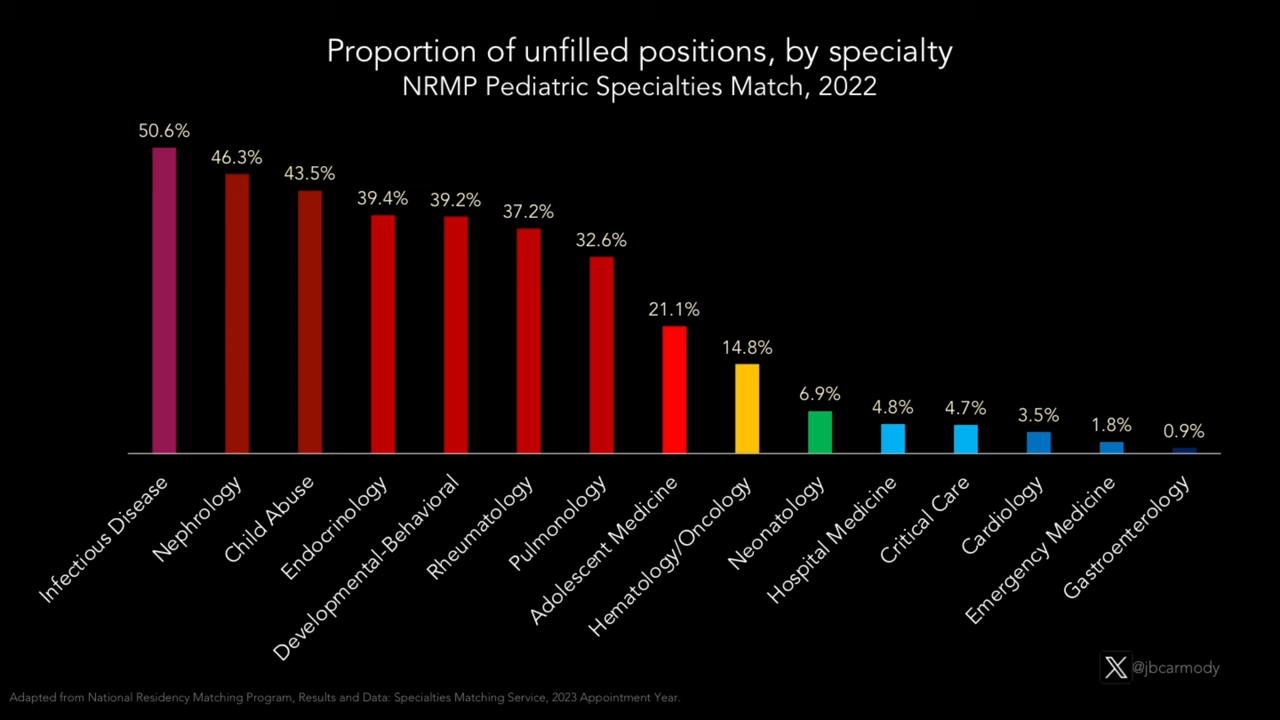 Proportion of unfilled positions, by specialty
NRMP Pediatric Specialties Match, 2022
50.6%
46.3%
43.5%
39.4%
39.2%
37.2%
32.6%
21.1%
14.8%
6.9%
4.8%
4.7%
3.5%
1.8%
0.9%
Infectious Disease
Nephrology
Child Abuse
Endocrinology
Developmental-Behavioral
Rheumatology
Pulmonology
Adolescent Medicine
Hematology/Oncology
Neonatology
Hospital Medicine
Critical Care
Cardiology
Emergency Medicine
Gastroenterology
@jbcarmody
Adapted from National Residency Matching Program, Results and Data: Specialties Matching Service, 2023 Appointment Year.